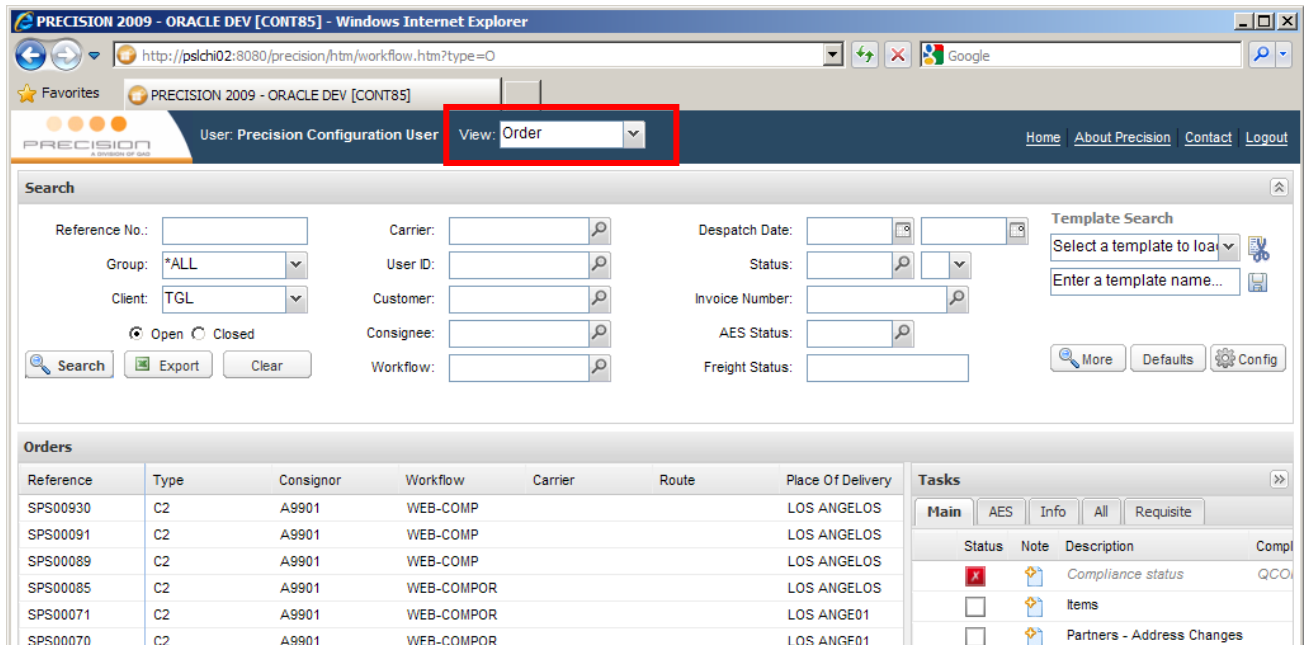 PRECISION 2009 - ORACLE DEV [CONT85] - Windows Internet Explorer
http://pslchi02:8080/precision/htm/workflow.htm?type=O
Google
Favorites
PRECISION 2009 - ORACLE DEV [CONT85]
PRECISION
A DIVISION OF QAD
User: Precision Configuration User
View: Order
Home
About Precision
Contact
Logout
Search
Reference No.:
Carrier:
Despatch Date:
Template Search
Select a template to loa
Group: *ALL
User ID:
Status:
Enter a template name...
Client: TGL
Customer:
Invoice Number:
Open Closed
Consignee:
AES Status:
Search Export Clear
Workflow:
Freight Status:
More Defaults Config
Orders
Reference Type Consignor Workflow Carrier Route Place Of Delivery
SPS00930 C2 A9901 WEB-COMP LOS ANGELOS
SPS00091 C2 A9901 WEB-COMP LOS ANGELOS
SPS00089 C2 A9901 WEB-COMP LOS ANGELOS
SPS00085 C2 A9901 WEB-COMPOR LOS ANGELOS
SPS00071 C2 A9901 WEB-COMPOR LOS ANGE01
SPS00070 C2 A9901 WEB-COMPOR LOS ANGE01
Tasks
Main AES Info All Requisite
Status Note Description Compl
Compliance status QCO
Items
Partners - Address Changes